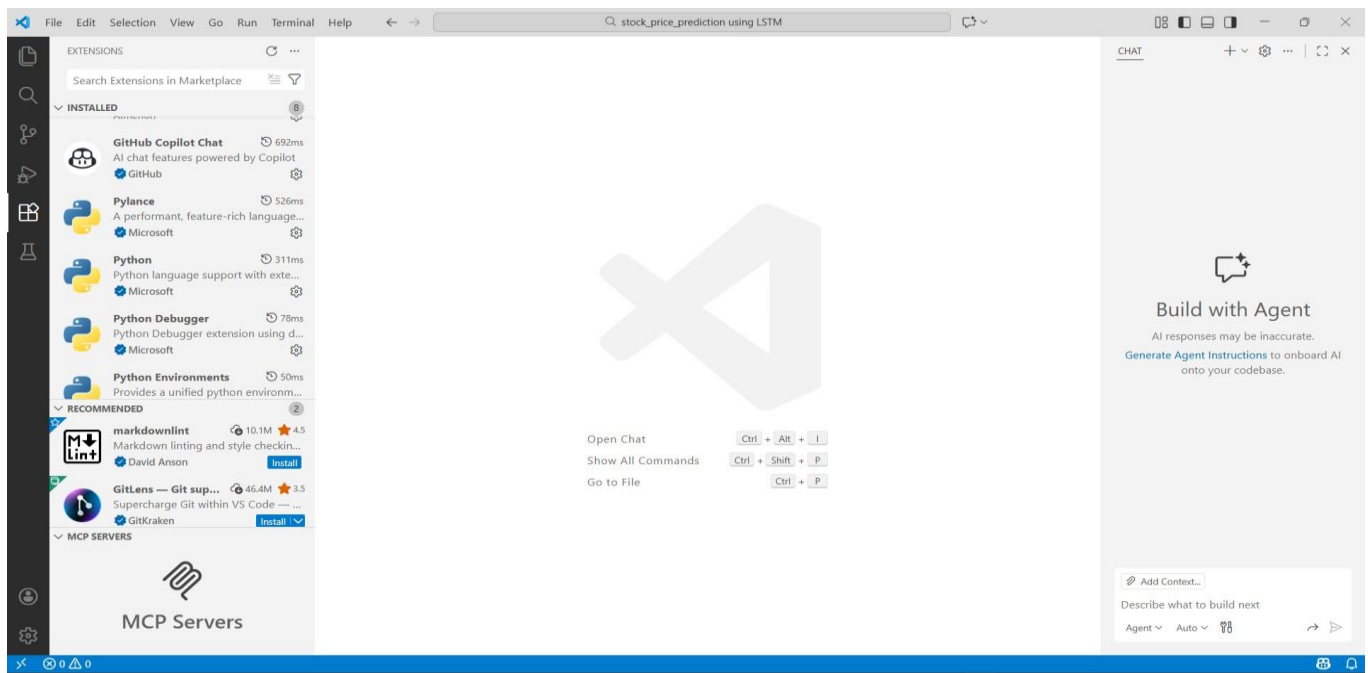 File Edit Selection View Go Run Terminal Help
stock_price_prediction using LSTM
EXTENSIONS
Search Extensions in Marketplace
INSTALLED 8
GitHub Copilot Chat 692ms
AI chat features powered by Copilot
GitHub
Pylance 526ms
A performant, feature-rich language...
Microsoft
Python 311ms
Python language support with exte...
Microsoft
Python Debugger 78ms
Python Debugger extension using d...
Microsoft
Python Environments 50ms
Provides a unified python environm...
RECOMMENDED 2
M Lint
markdownlint 10.1M 4.5
Markdown linting and style checkin...
David Anson Install
GitLens — Git sup... 46.4M 3.5
Supercharge Git within VS Code — ...
GitKraken Install
MCP SERVERS
MCP Servers
0 0
Open Chat Ctrl + Alt + I
Show All Commands Ctrl + Shift + P
Go to File Ctrl + P
CHAT
Build with Agent
AI responses may be inaccurate.
Generate Agent Instructions to onboard AI
onto your codebase.
Add Context...
Describe what to build next
Agent Auto